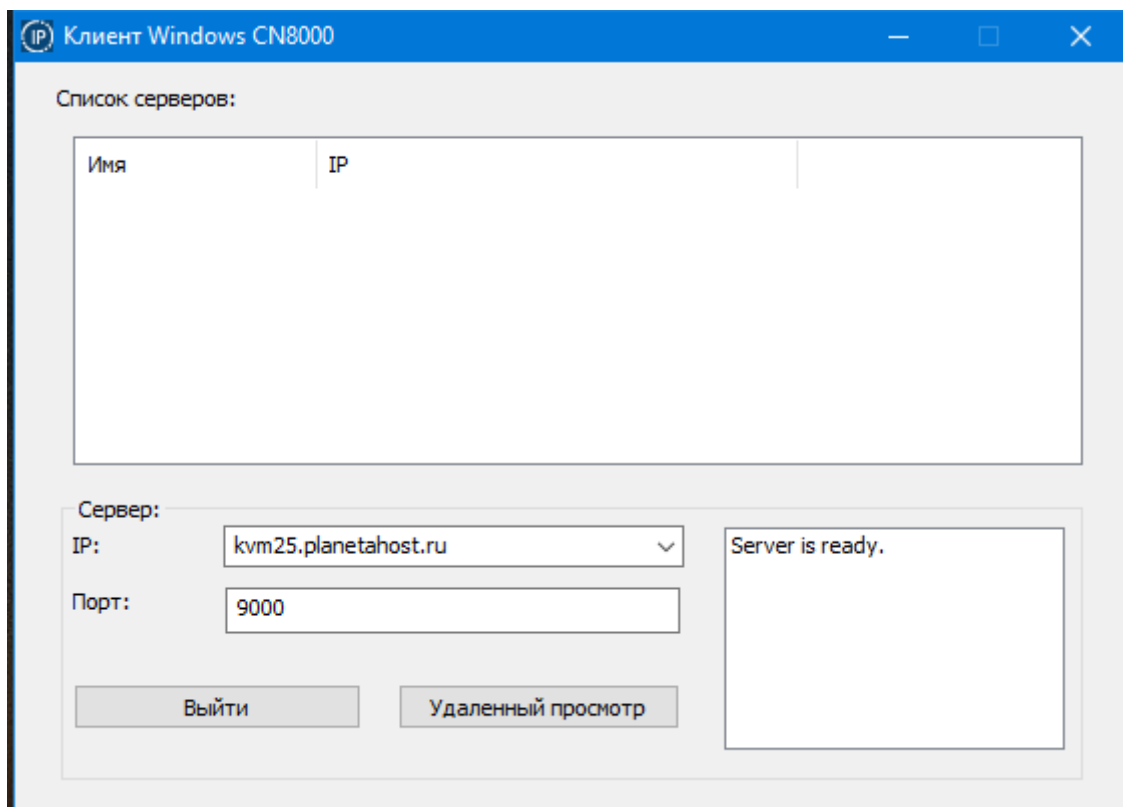 IP Клиент Windows CN8000
Список серверов:
Имя IP
Сервер:
IP: kvm25.planetahost.ru
Server is ready.
Порт: 9000
Выйти Удаленный просмотр